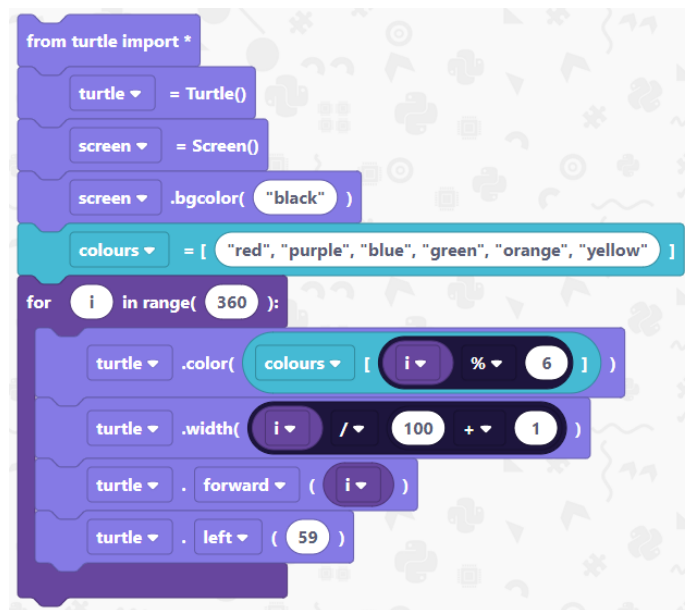 from turtle import *
turtle = Turtle()
screen = Screen()
screen .bgcolor( "black" )
colours = [ "red", "purple", "blue", "green", "orange", "yellow" ]
for i in range( 360 ):
turtle .color( colours [ i % 6 ] )
turtle .width( i / 100 + 1 )
turtle . forward ( i )
turtle . left ( 59 )